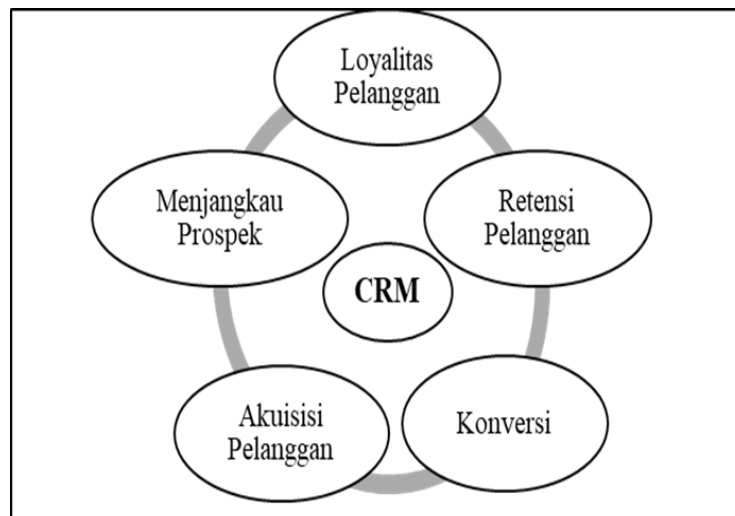 Loyalitas
Pelanggan
Menjangkau
Prospek
Retensi
Pelanggan
CRM
Akuisisi
Pelanggan
Konversi